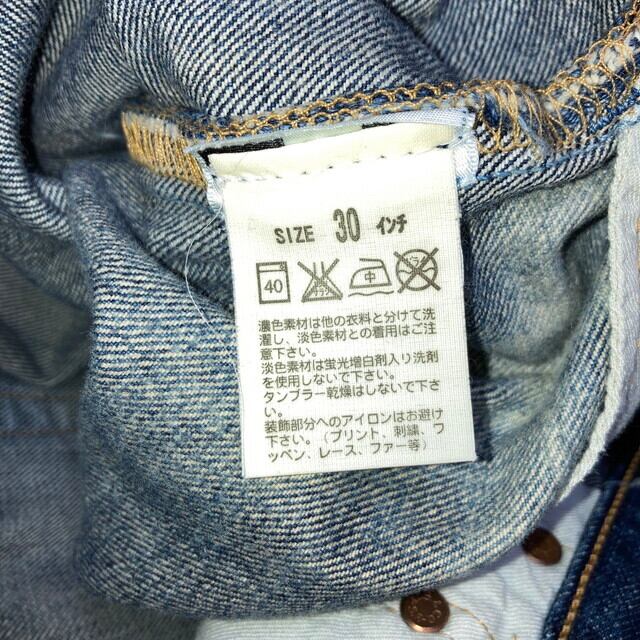 SIZE 30 インチ
40 中 ドライ
濃色素材は他の衣料と分けて洗
濯し、淡色素材との着用はご注
意下さい。
淡色素材は蛍光増白剤入り洗剤
を使用しないで下さい。
タンブラー乾燥はしないで下さい。
装飾部分へのアイロンはお避け
下さい。（プリント、刺繍、ワ
ッペン、レース、ファー等）